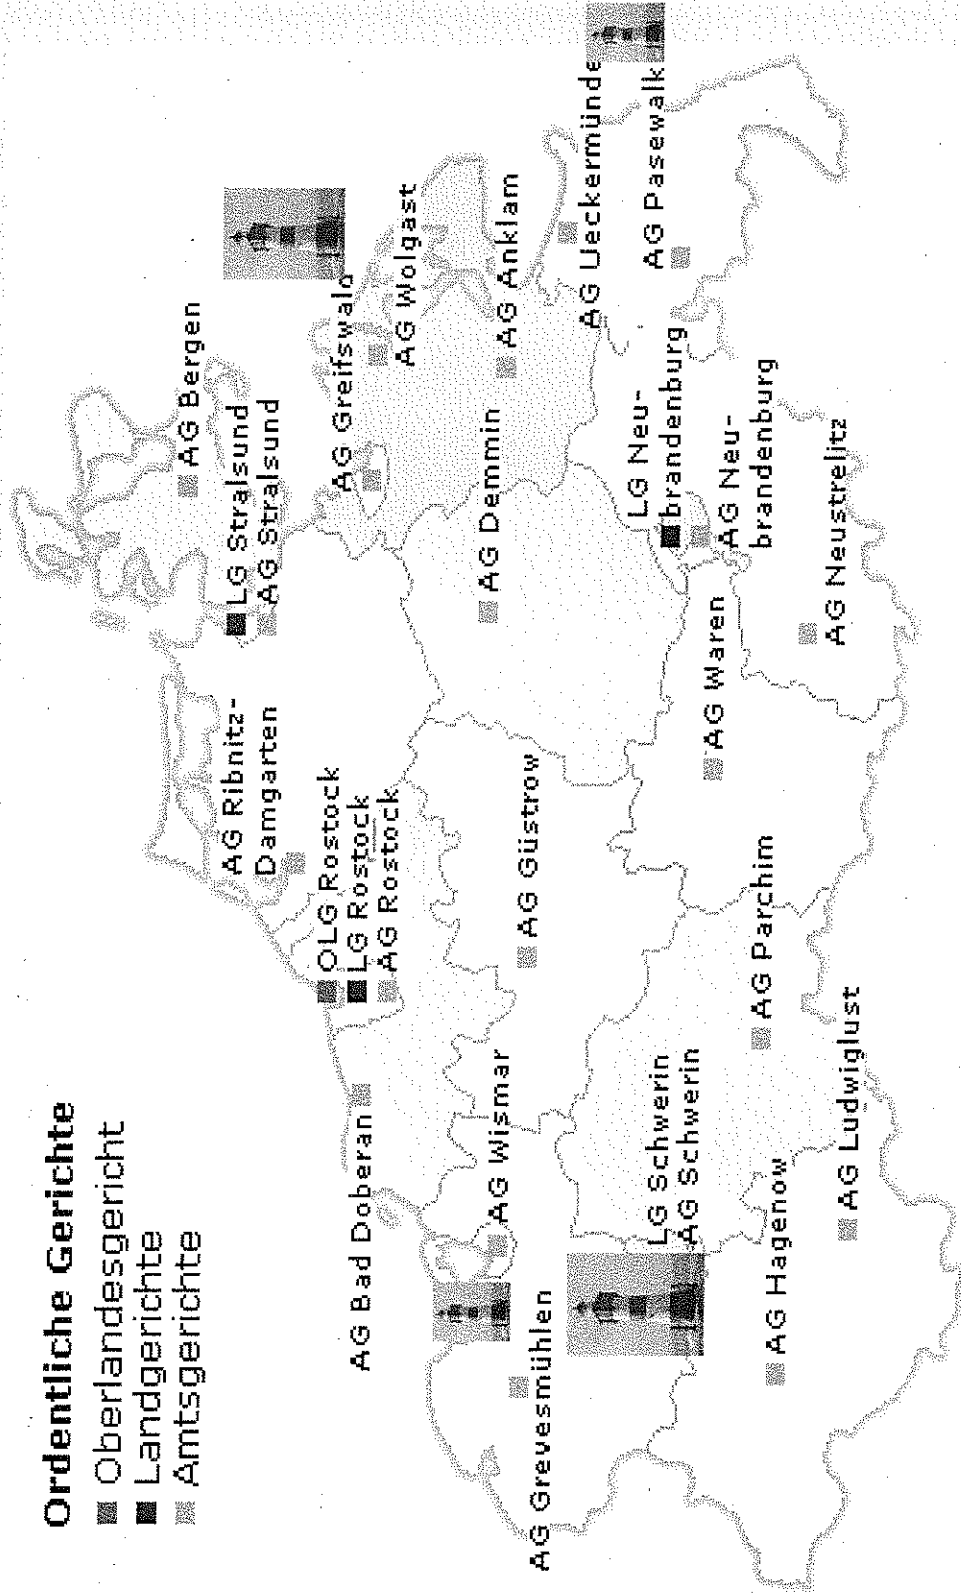 Ordentliche Gerichte
Oberlandesgericht
Landgerichte
Amtsgerichte
AG Bergen
LG Stralsund
AG Stralsund
AG Ribnitz-
Damgarten
AG Greifswald
OLG Rostock
LG Rostock
AG Rostock
AG Wolgast
AG Bad Doberan
AG Demmin
AG Anklam
AG Wismar
AG Güstrow
AG Grevesmühlen
AG Ueckermünde
LG Neu-
brandenburg
AG Pasewalk
LG Schwerin
AG Schwerin
AG Neu-
brandenburg
AG Waren
AG Parchim
AG Hagenow
AG Neustrelitz
AG Ludwiglust